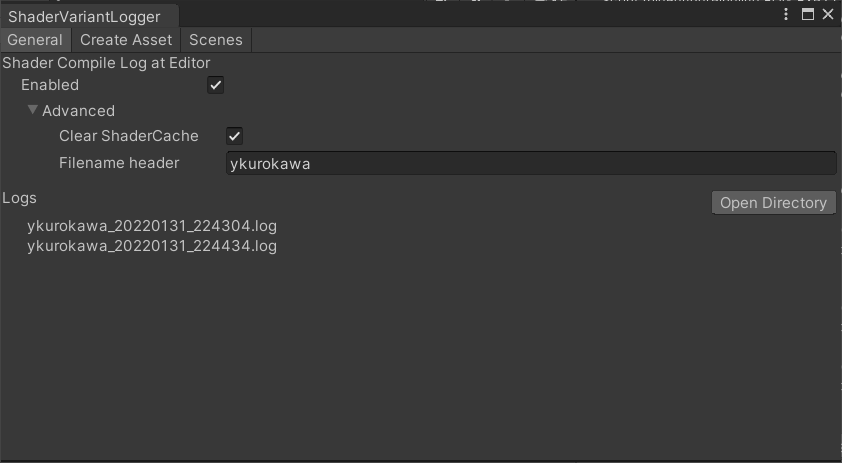 ShaderVariantLogger
General Create Asset Scenes
Shader Compile Log at Editor
Enabled
Advanced
Clear ShaderCache
Filename header ykurokawa
Logs Open Directory
ykurokawa_20220131_224304.log
ykurokawa_20220131_224434.log